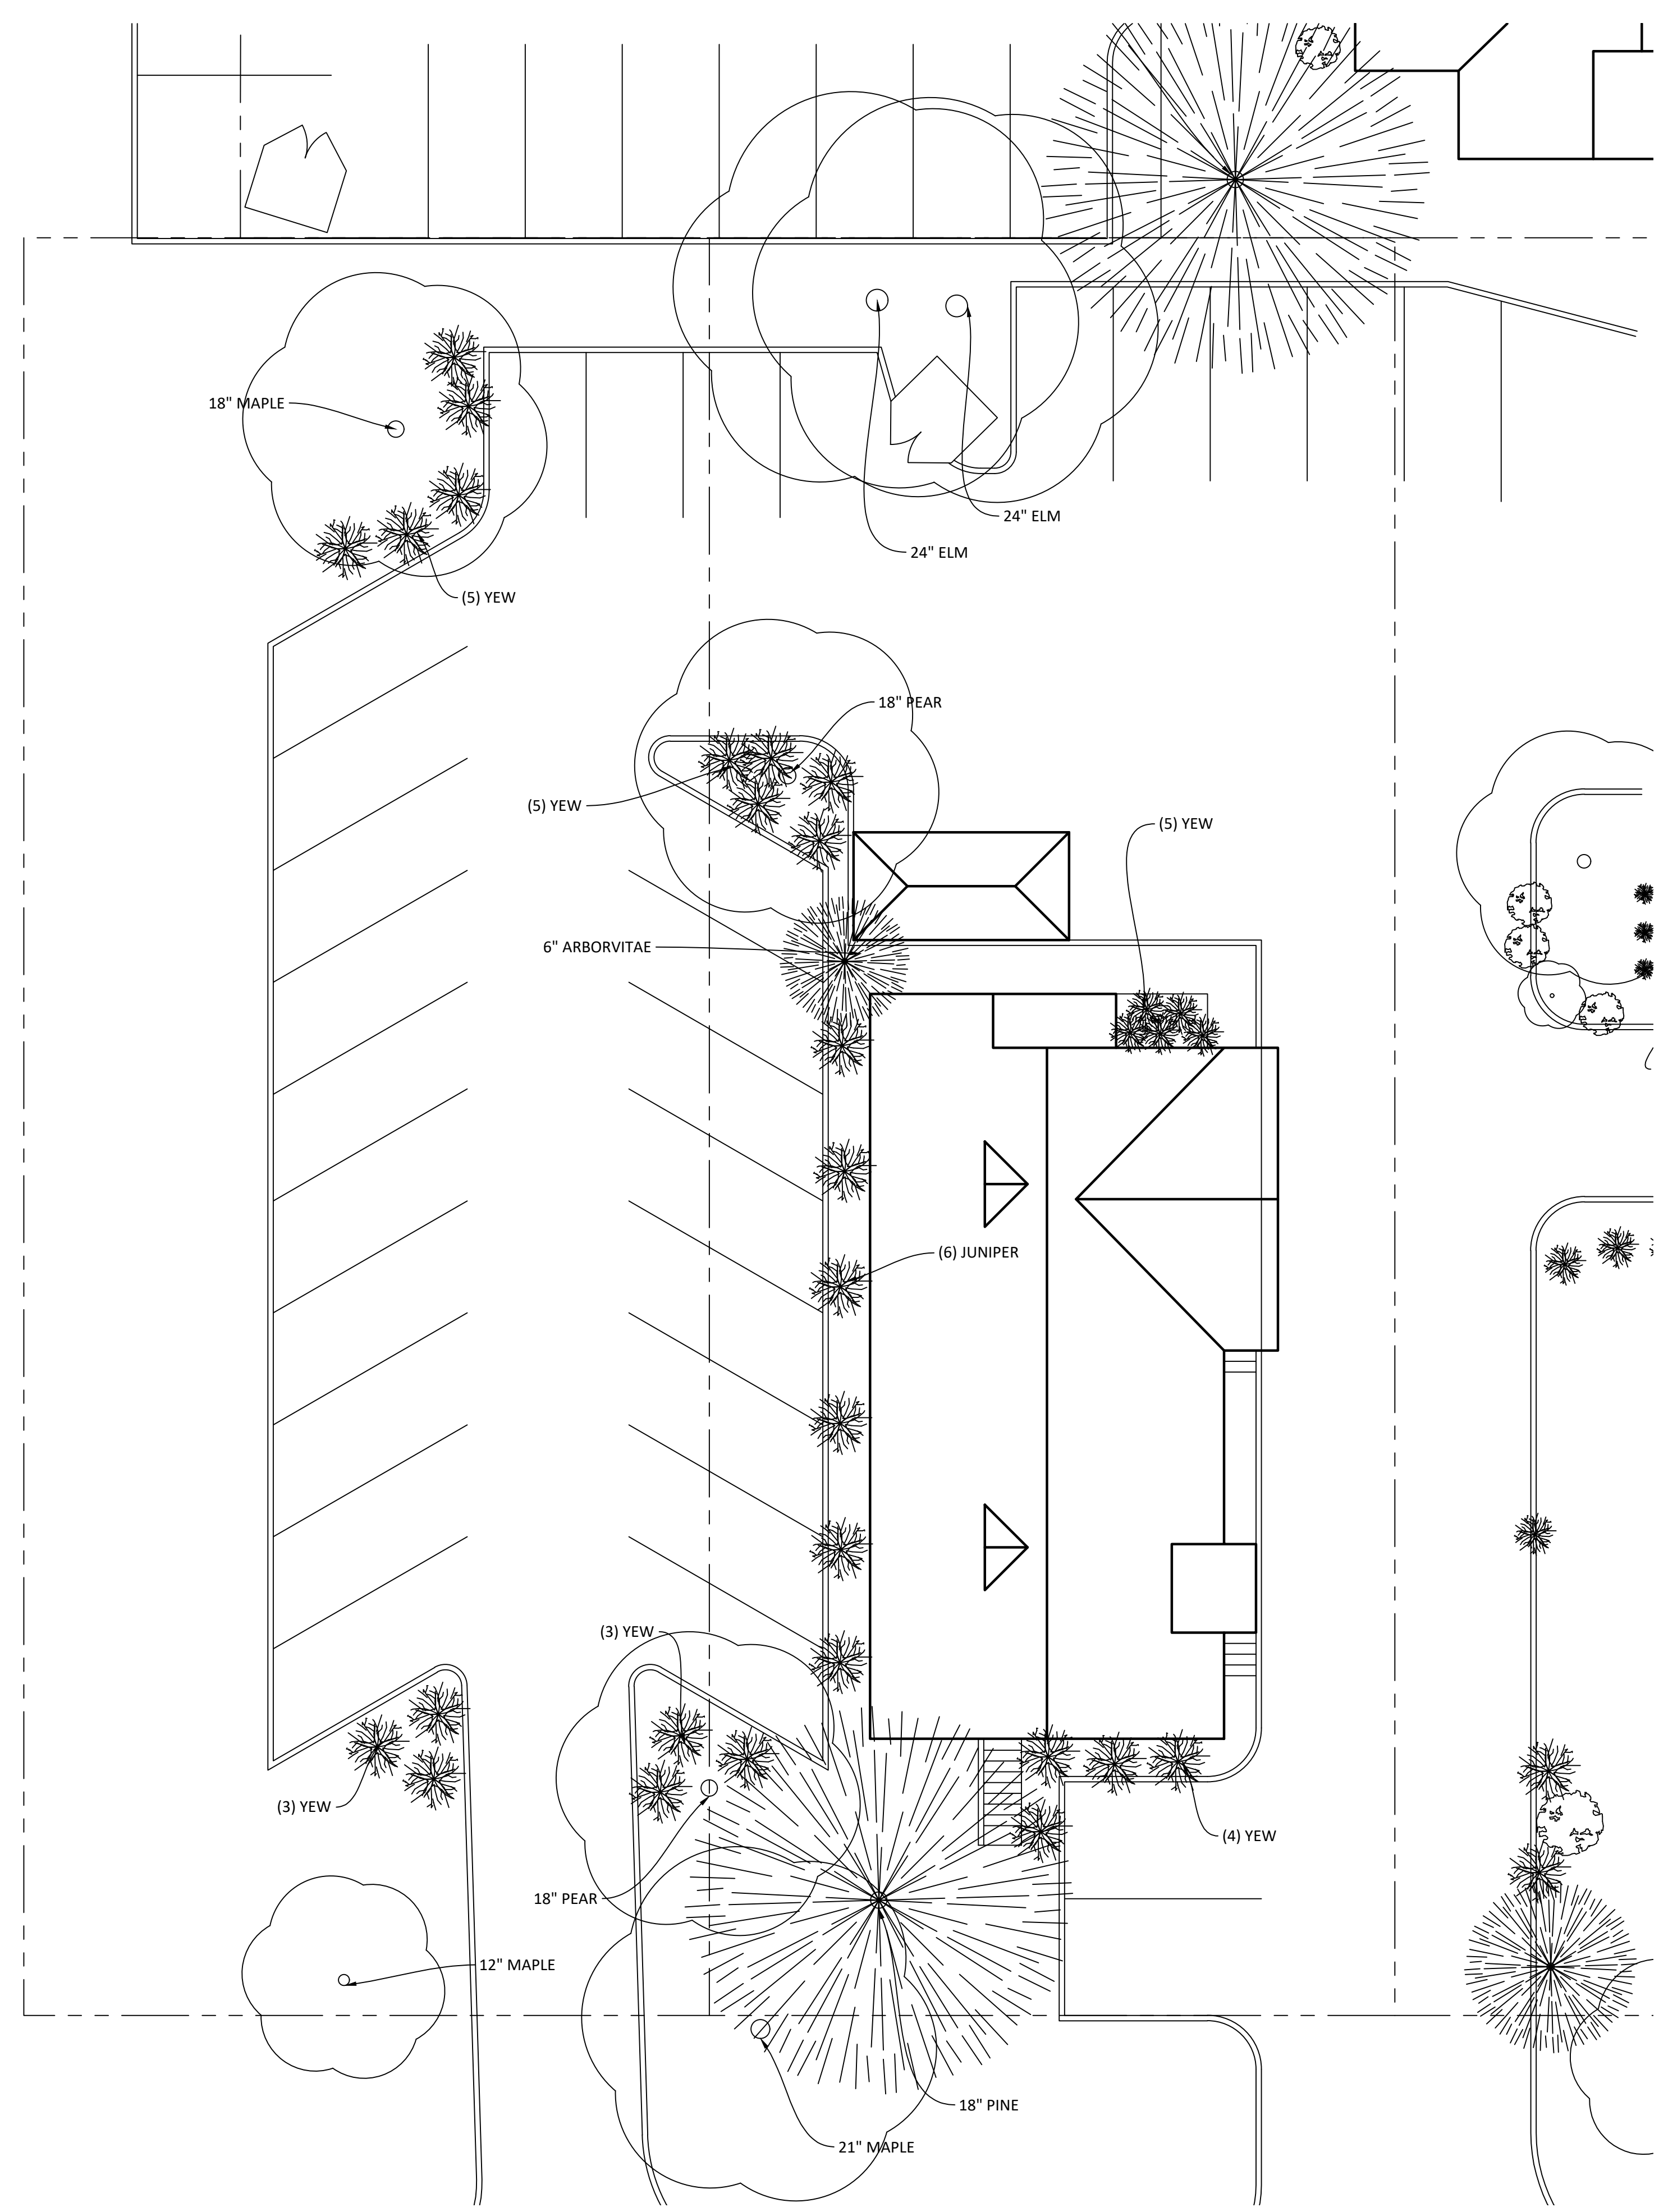 18" MAPLE
24" ELM
24" ELM
(5) YEW
18" PEAR
(5) YEW
(5) YEW
6" ARBORVITAE
(6) JUNIPER
(3) YEW
(3) YEW
(4) YEW
18" PEAR
12" MAPLE
18" PINE
21" MAPLE